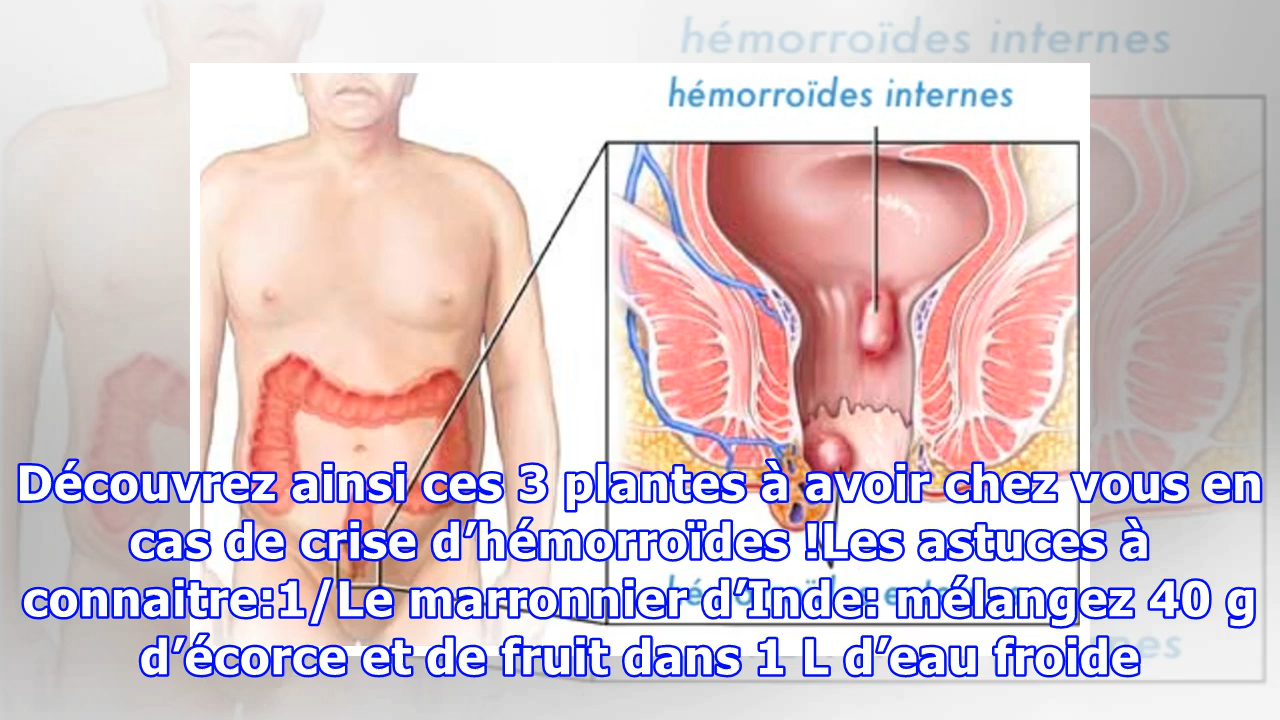 hémorroïdes internes
hémorroïdes internes
Découvrez ainsi ces 3 plantes à avoir chez vous en
cas de crise d’hémorroïdes !Les astuces à
connaitre:1/Le marronnier d’Inde: mélangez 40 g
d’écorce et de fruit dans 1 L d’eau froide